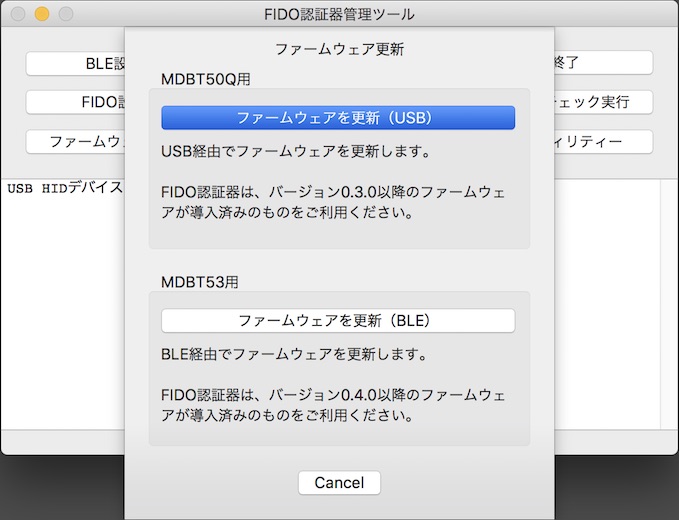 FIDO認証器管理ツール
ファームウェア更新
MDBT50Q用
ファームウェアを更新（USB）
USB経由でファームウェアを更新します。
FIDO認証器は、バージョン0.3.0以降のファームウェ
アが導入済みのものをご利用ください。
MDBT53用
ファームウェアを更新（BLE）
BLE経由でファームウェアを更新します。
FIDO認証器は、バージョン0.4.0以降のファームウェ
アが導入済みのものをご利用ください。
Cancel
BLE設
終了
FIDO
ェック実行
ファームウ
ィリティー
USB HIDデバイス